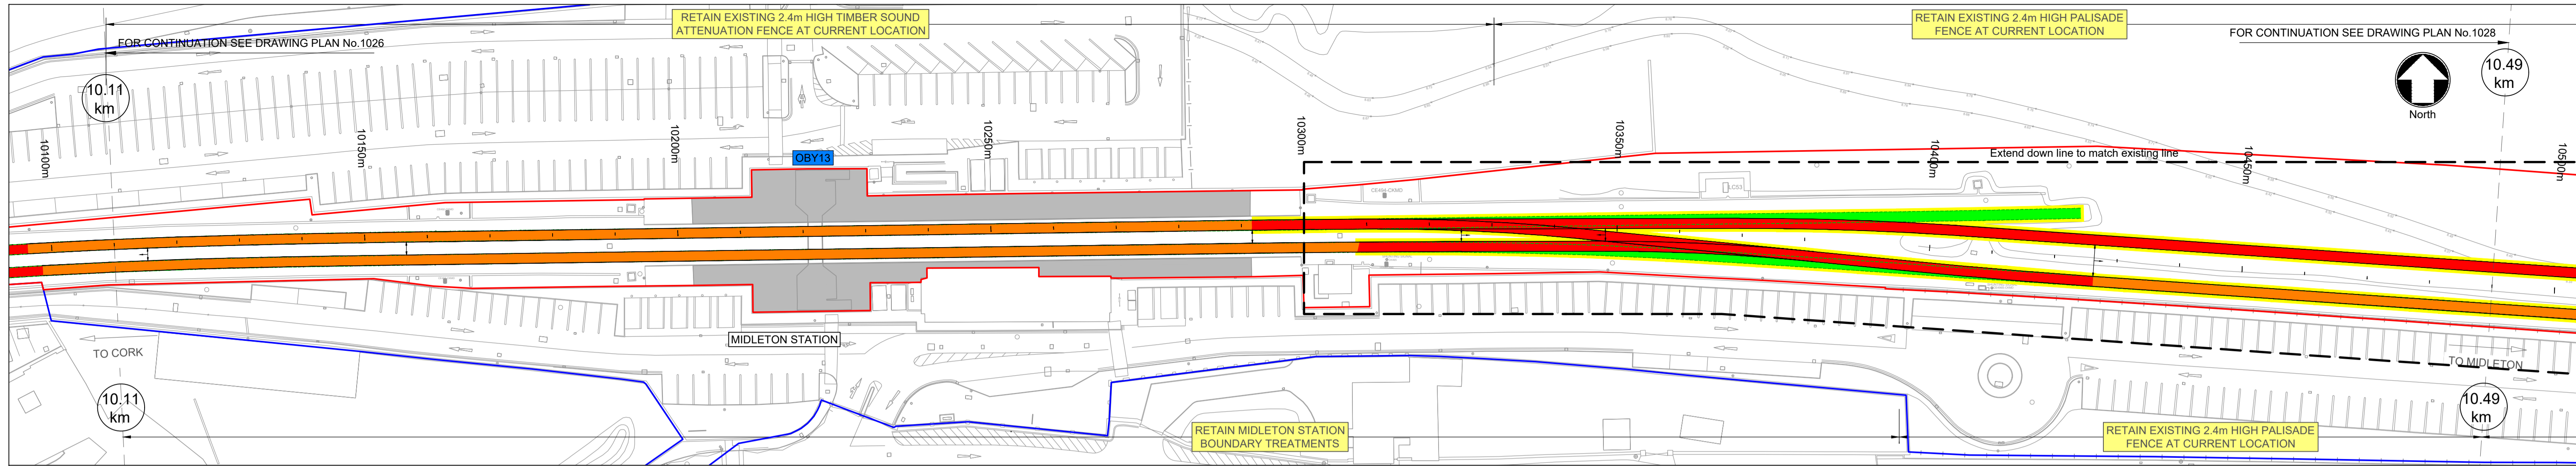 RETAIN EXISTING 2.4m HIGH TIMBER SOUND
ATTENUATION FENCE AT CURRENT LOCATION
RETAIN EXISTING 2.4m HIGH PALISADE
FENCE AT CURRENT LOCATION
FOR CONTINUATION SEE DRAWING PLAN No.1026
FOR CONTINUATION SEE DRAWING PLAN No.1028
10.11
km
10.49
km
North
10100m
10150m
10200m
10250m
10300m
10350m
10400m
10450m
10500m
OBY13
Extend down line to match existing line
LC53
MIDLETON STATION
TO CORK
TO MIDLETON
10.11
km
10.49
km
RETAIN MIDLETON STATION
BOUNDARY TREATMENTS
RETAIN EXISTING 2.4m HIGH PALISADE
FENCE AT CURRENT LOCATION